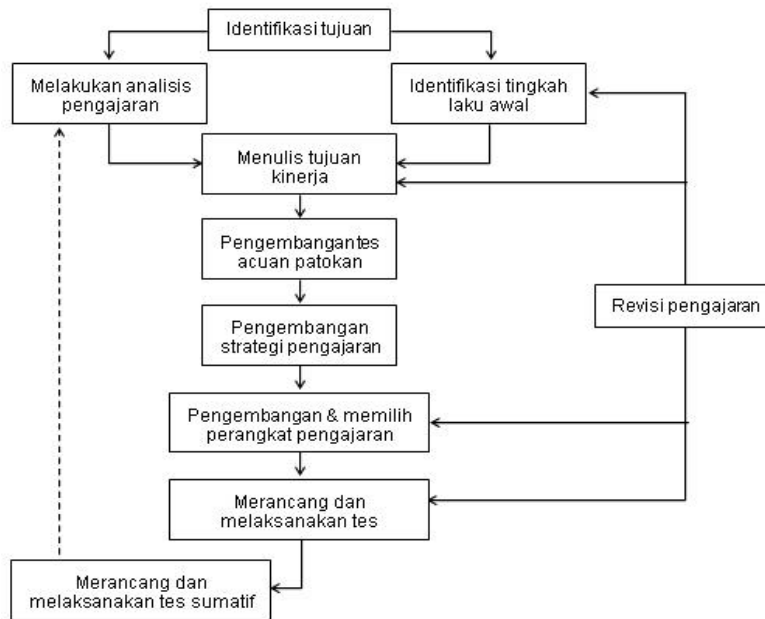 Identifikasi tujuan
Melakukan analisis
pengajaran
Identifikasi tingkah
laku awal
Menulis tujuan
kinerja
Pengembangantes
acuan patokan
Revisi pengajaran
Pengembangan
strategi pengajaran
Pengembangan & memilih
perangkat pengajaran
Merancang dan
melaksanakan tes
Merancang dan
melaksanakan tes sumatif